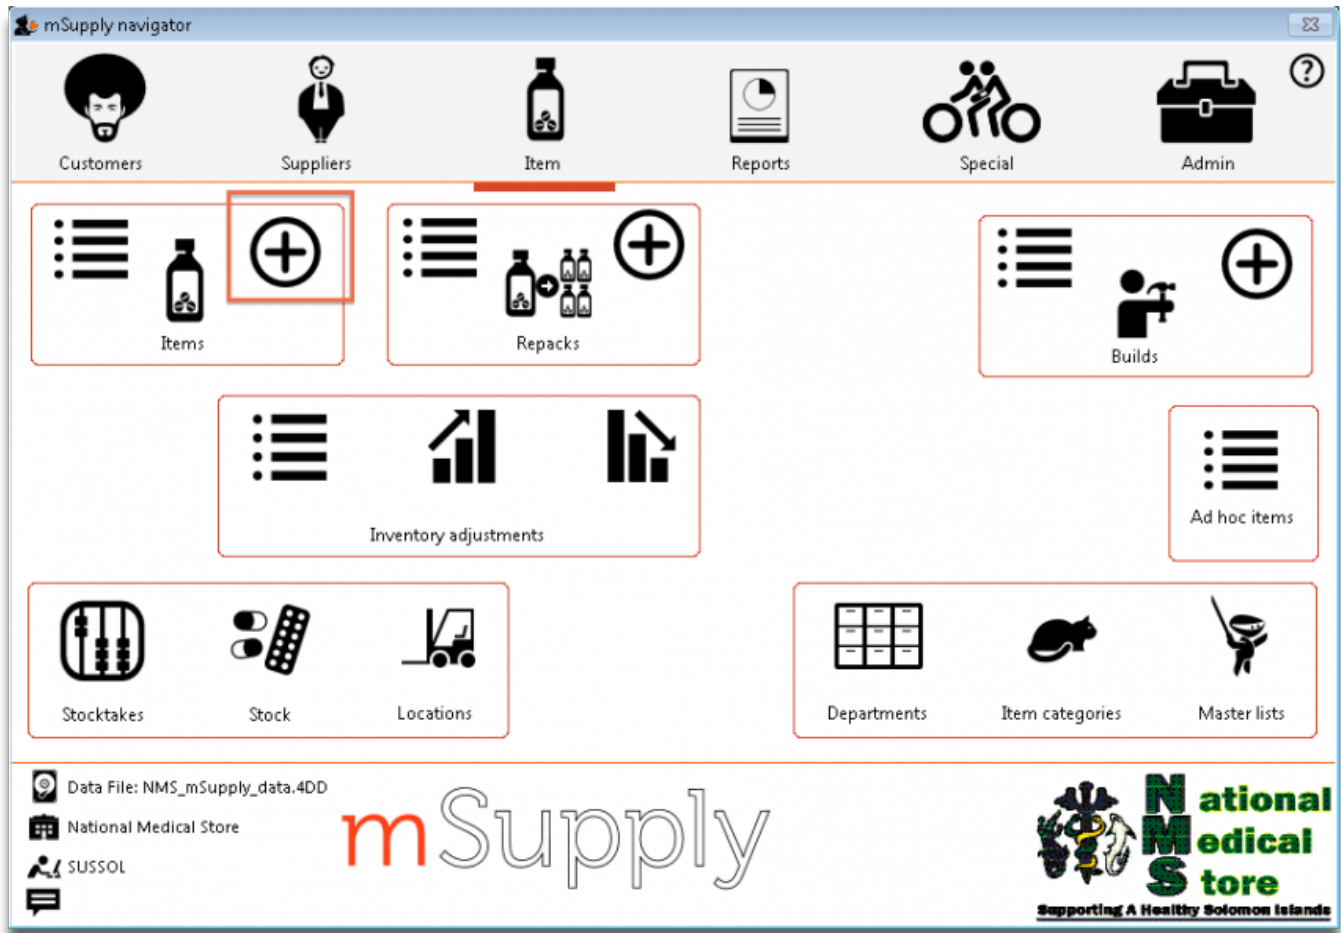 mSupply navigator
?
Customers
Suppliers
Item
Reports
Special
Admin
Items
Repacks
Builds
Inventory adjustments
Ad hoc items
Stocktakes
Stock
Locations
Departments
Item categories
Master lists
Data File: NMS_mSupply_data.4DD
National Medical Store
SUSSOL
mSupply
National
Medical
Store
Supporting A Healthy Solomon Islands